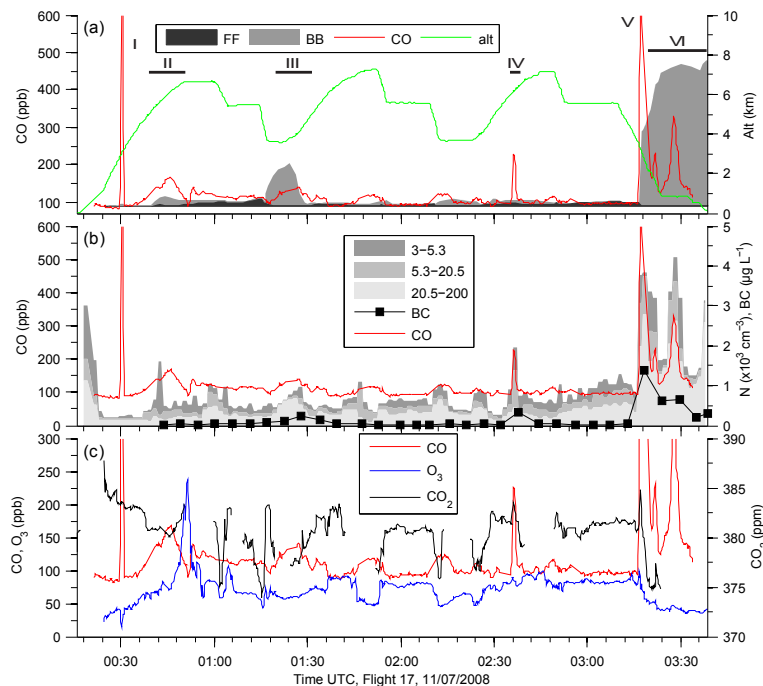 (a)
FF BB CO alt
I II III IV V VI
600 10
500 8
400 6
300 4
200 2
100 0
CO (ppb)
Alt (km)
(b)
3−5.3
5.3−20.5
20.5−200
BC
CO
600 5
500 4
400 3
300 2
200 1
100 0
0
CO (ppb)
N (x10³ cm⁻³), BC (µg L⁻¹)
(c)
CO
O₃
CO₂
300 390
250 385
200 380
150 375
100 370
50
0
CO, O₃ (ppb)
CO₂ (ppm)
00:30 01:00 01:30 02:00 02:30 03:00 03:30
Time UTC, Flight 17, 11/07/2008